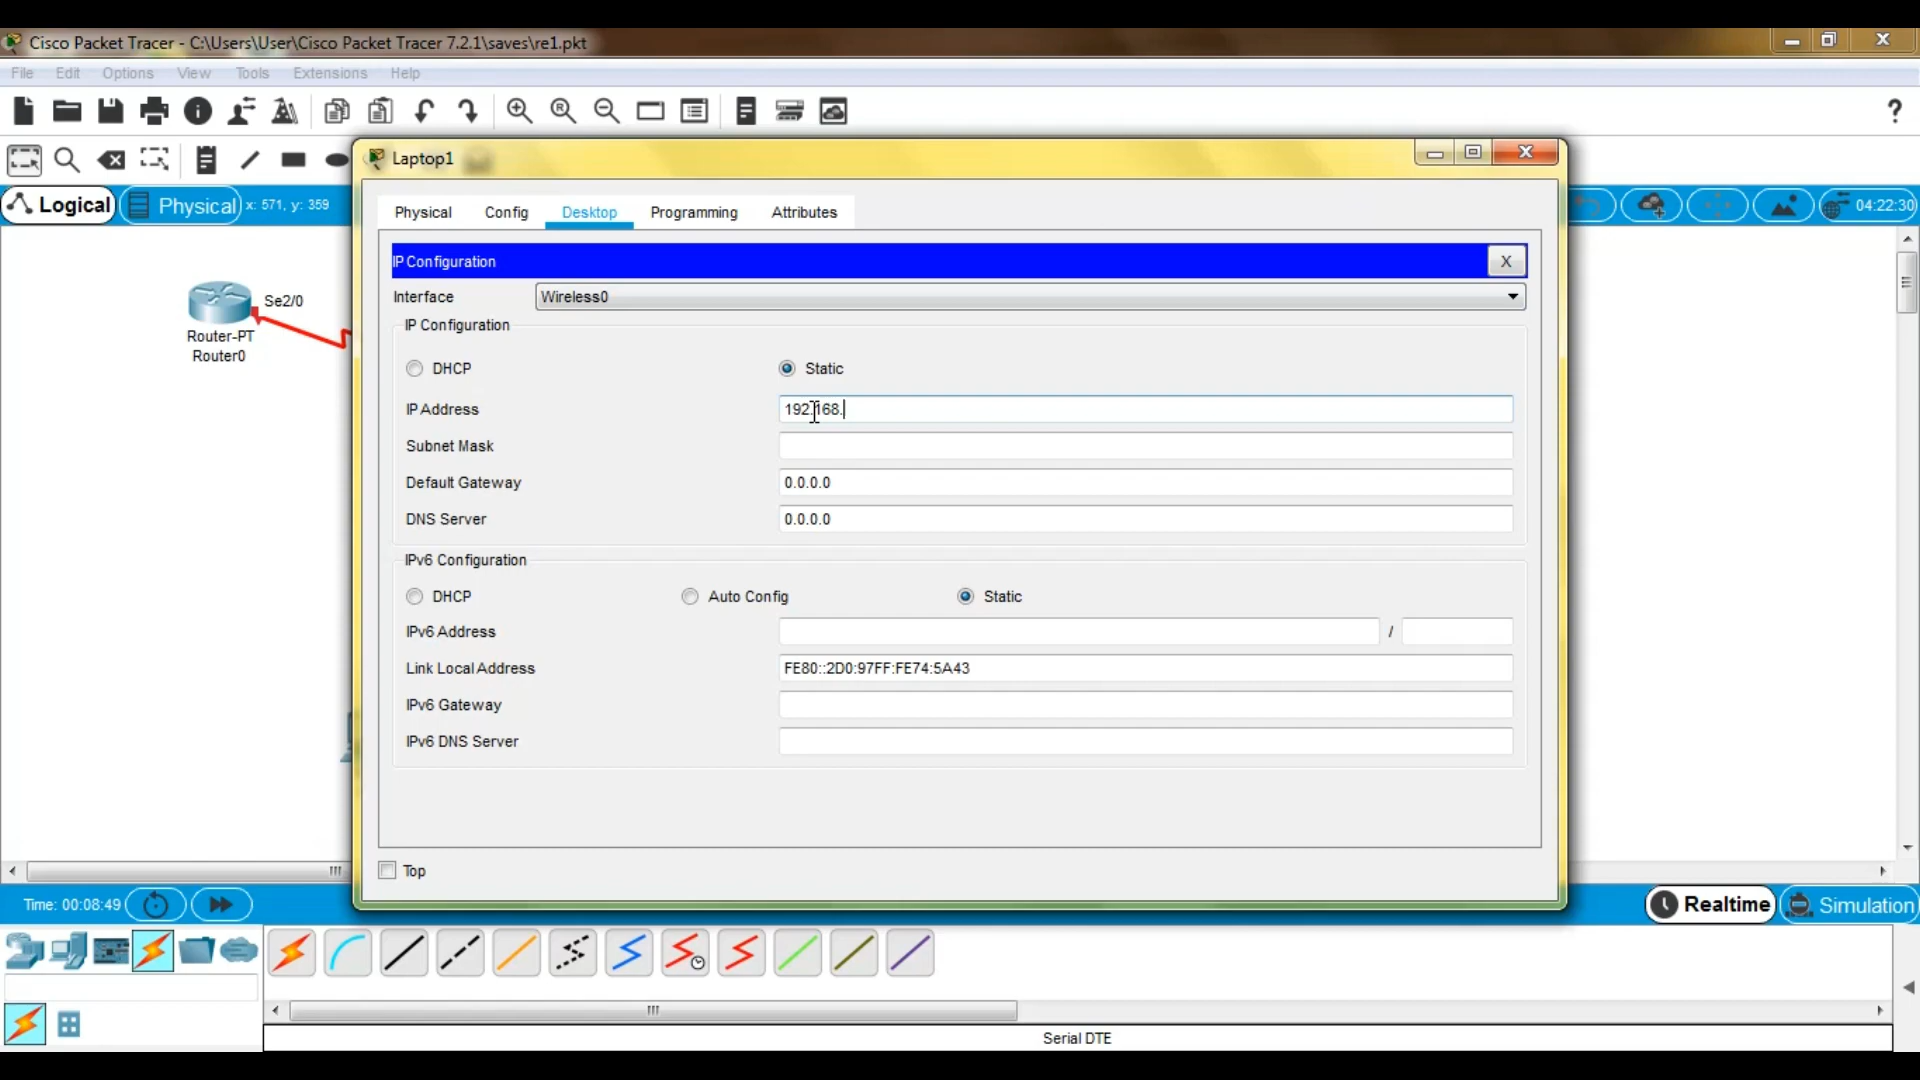 Cisco Packet Tracer - C:\Users\User\Cisco Packet Tracer 7.2.1\saves\re1.pkt
File Edit Options View Tools Extensions Help
?
Laptop1
Logical Physical x: 571, y: 359
04:22:30
Physical Config Desktop Programming Attributes
IP Configuration X
Interface Wireless0
IP Configuration
DHCP Static
IP Address 192.168.
Subnet Mask
Default Gateway 0.0.0.0
DNS Server 0.0.0.0
IPv6 Configuration
DHCP Auto Config Static
IPv6 Address /
Link Local Address FE80::2D0:97FF:FE74:5A43
IPv6 Gateway
IPv6 DNS Server
Top
Se2/0
Router-PT
Router0
Time: 00:08:49 Realtime Simulation
Serial DTE